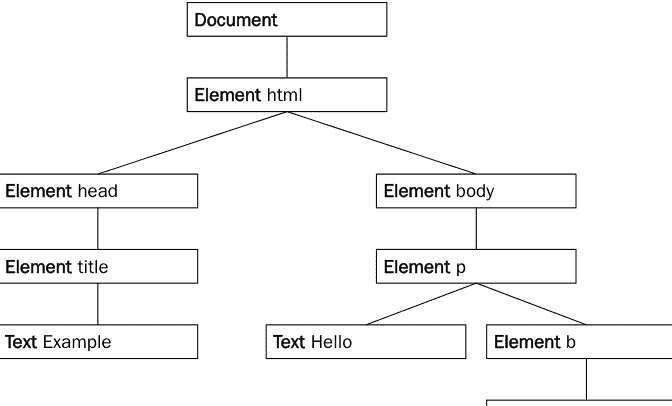 Document
Element html
Element head
Element body
Element title
Element p
Text Example
Text Hello
Element b